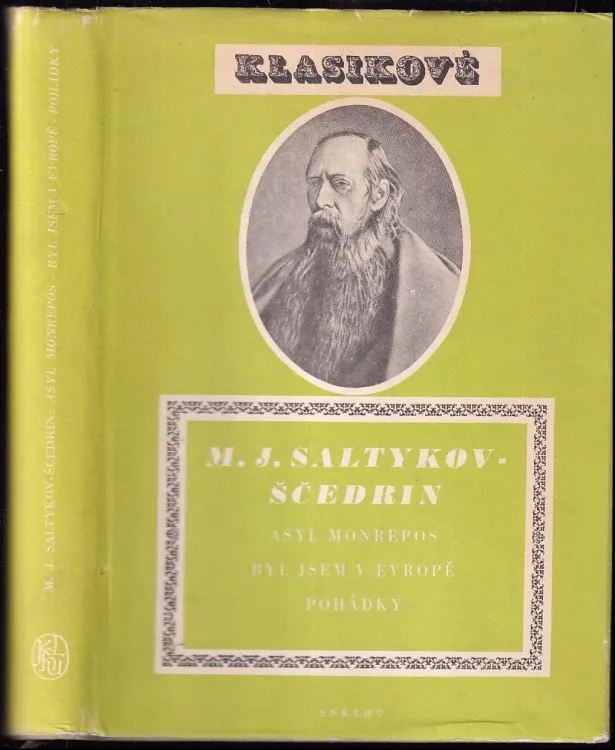 KLASIKOVÉ
M. J. SALTYKOV-
ŠČEDRIN
ASYL MONREPOS
BYL JSEM V EVROPĚ
POHÁDKY
SNKLHU
M. J. SALTYKOV-ŠČEDRIN: ASYL MONREPOS · BYL JSEM V EVROPĚ · POHÁDKY